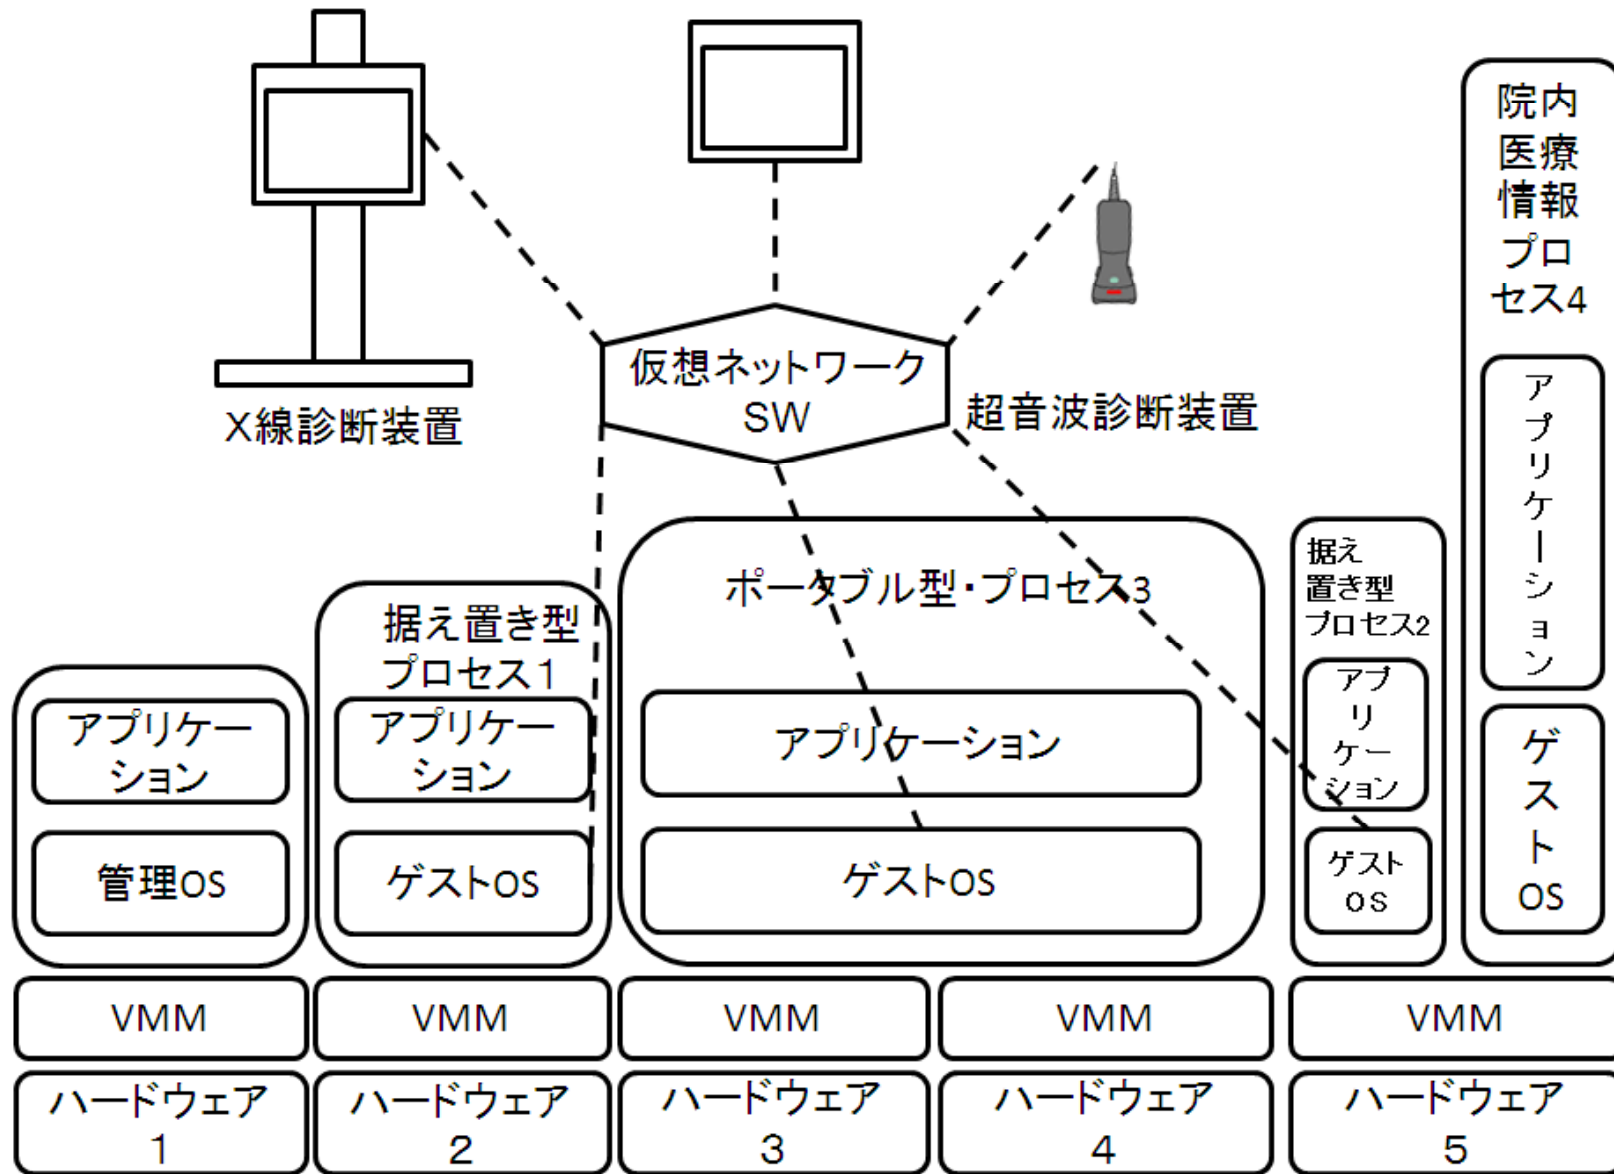 院内
医療
情報
プロ
セス4
仮想ネットワーク
SW
X線診断装置
超音波診断装置
アプリケーション
ゲストOS
据え置き型
プロセス1
ポータブル型・プロセス3
据え
置き型
プロセス2
アプリケー
ション
アプリケー
ション
アプリケーション
アプ
リ
ケー
ション
管理OS
ゲストOS
ゲストOS
ゲスト
OS
VMM
VMM
VMM
VMM
VMM
ハードウェア
1
ハードウェア
2
ハードウェア
3
ハードウェア
4
ハードウェア
5